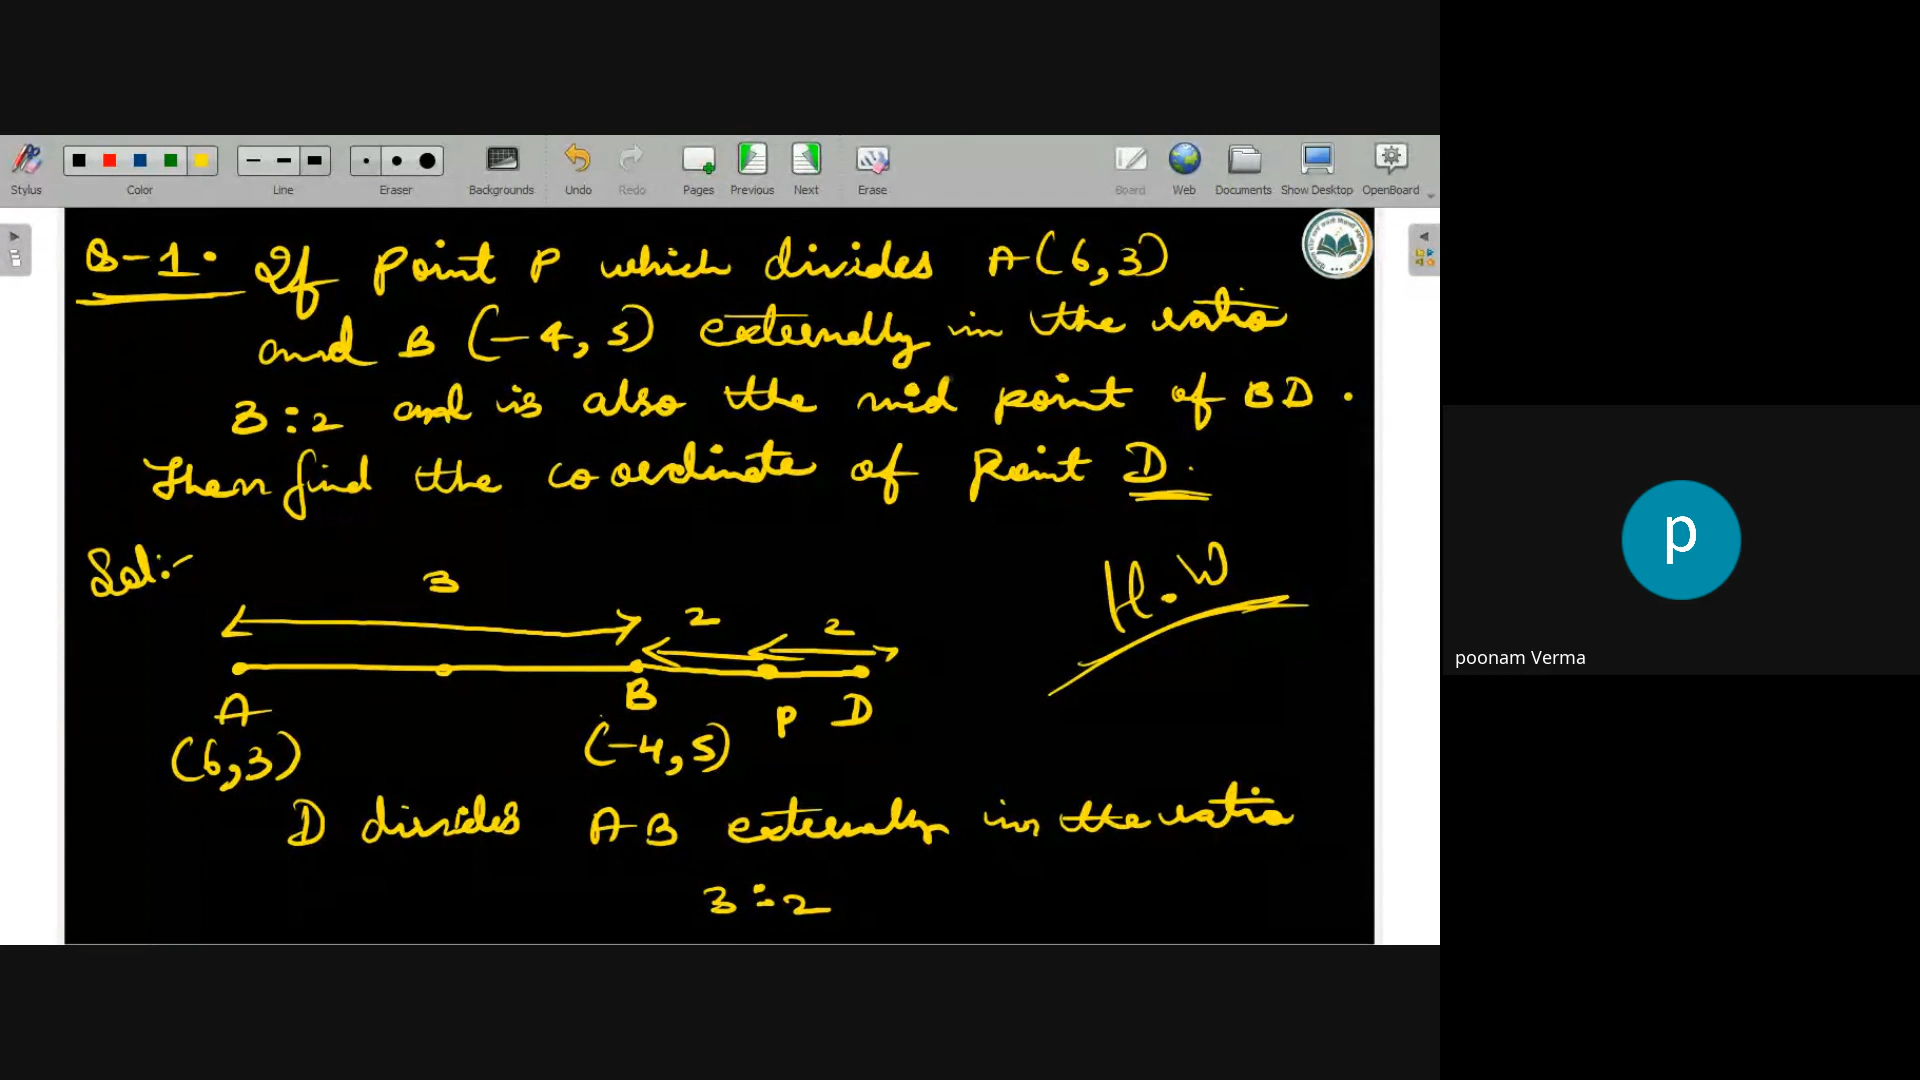 Stylus
Color
Line
Eraser
Backgrounds
Undo
Redo
Pages
Previous
Next
Erase
Board
Web
Documents
Show Desktop
OpenBoard
Q-1. If point P which divides A(6,3)
and B (-4, 5) externally in the ratio
3:2 and is also the mid point of BD.
Then find the coordinate of point D.
Sol:-
H.W
3
2
2
A
B
P
D
(6,3)
(-4,5)
D divides AB externally in the ratio
3:2
p
poonam Verma